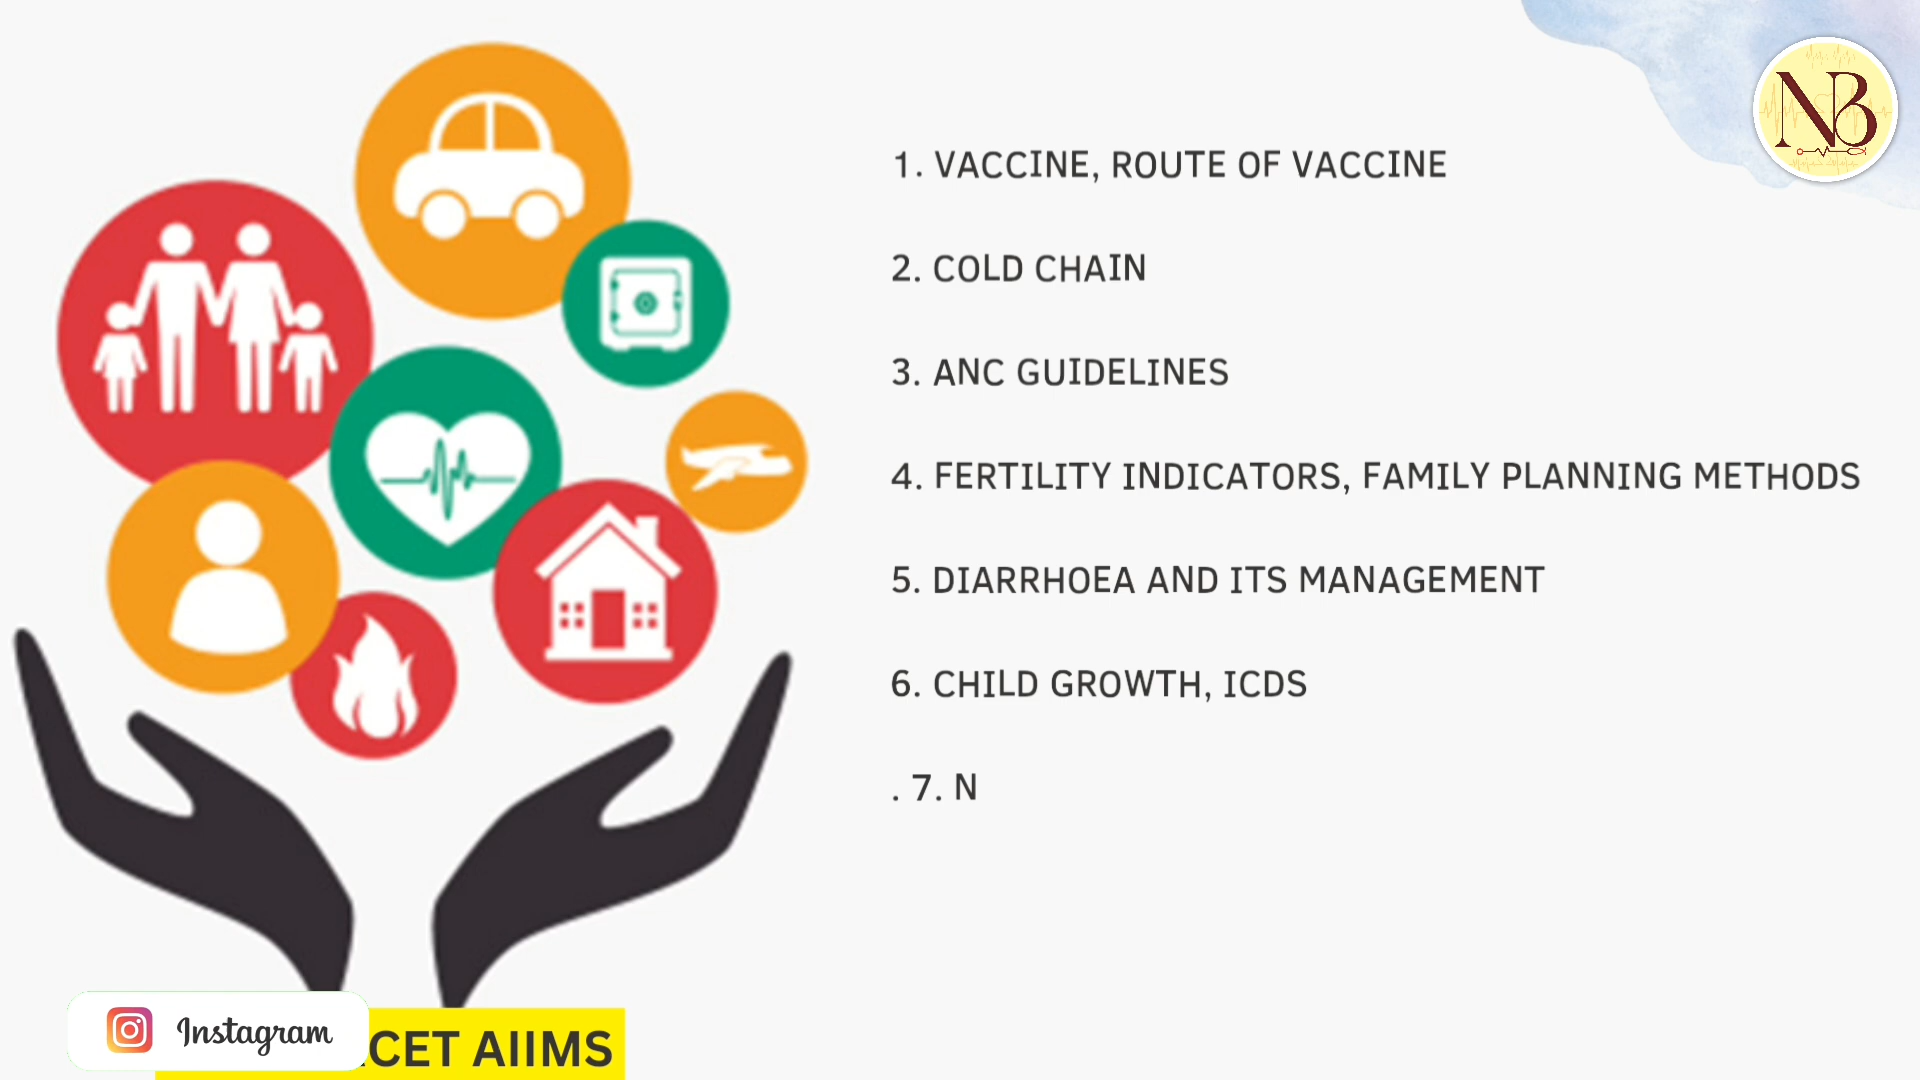 NB
1. VACCINE, ROUTE OF VACCINE
2. COLD CHAIN
3. ANC GUIDELINES
4. FERTILITY INDICATORS, FAMILY PLANNING METHODS
5. DIARRHOEA AND ITS MANAGEMENT
6. CHILD GROWTH, ICDS
. 7. N
Instagram
CET AIIMS